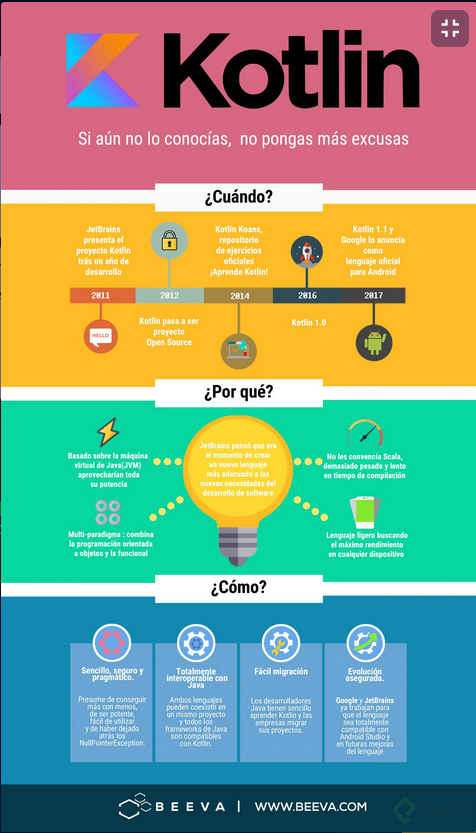 Kotlin
Si aún no lo conocías, no pongas más excusas
¿Cuándo?
JetBrains
presenta el
proyecto Kotlin
trás un año de
desarrollo
Kotlin Koans,
repositorio
de ejercicios
oficiales
¡Aprende Kotlin!
Kotlin 1.1 y
Google lo anuncia
como
lenguaje oficial
para Android
2011
2012
2014
2016
2017
HELLO
Kotlin pasa a ser
proyecto
Open Source
Kotlin 1.0
¿Por qué?
Basado sobre la máquina
virtual de Java(JVM)
aprovecharían toda
su potencia
JetBrains pensó que era
el momento de crear
un nuevo lenguaje
más adecuado a las
nuevas necesidades del
desarrollo de software
No les convencía Scala,
demasiado pesado y lento
en tiempo de compilación
Multi-paradigma : combina
la programación orientada
a objetos y la funcional
Lenguaje ligero buscando
el máximo rendimiento
en cualquier dispositivo
¿Cómo?
Sencillo, seguro y
pragmático.
Presume de conseguir
más con menos,
de ser potente,
fácil de utilizar
y de haber dejado
atrás los
NullPointerException.
Totalmente
interoperable con
Java
Ambos lenguajes
pueden coexistir en
un mismo proyecto
y todos los
frameworks de Java
son compatibles
con Kotlin.
Fácil migración
Los desarrolladores
Java tienen sencillo
aprender Kotlin y las
empresas migrar
sus proyectos.
Evolución
asegurada.
Google y JetBrains
ya trabajan para
que el lenguaje
sea totalmente
compatible con
Android Studio y
en futuras mejoras
del lenguaje
BEEVA | WWW.BEEVA.COM